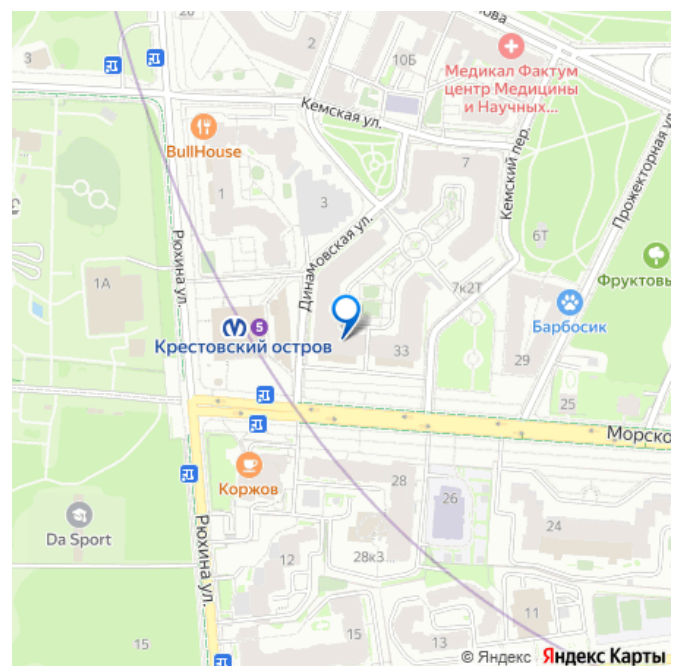 2
3
10Б
Медикал Фактум
центр Медицины
и Научных...
Кемская ул.
BullHouse
7
1
3
Кемский пер.
Прожекторная ул
6Т
Рюхина ул.
Динамовская ул.
1А
7к2Т
Фруктовы
5
Крестовский остров
33
Барбосик
29
25
Морско
Коржов
28
26
24
Da Sport
Рюхина ул.
12
28к3...
11
15
15
13
© Яндекс Яндекс Карты